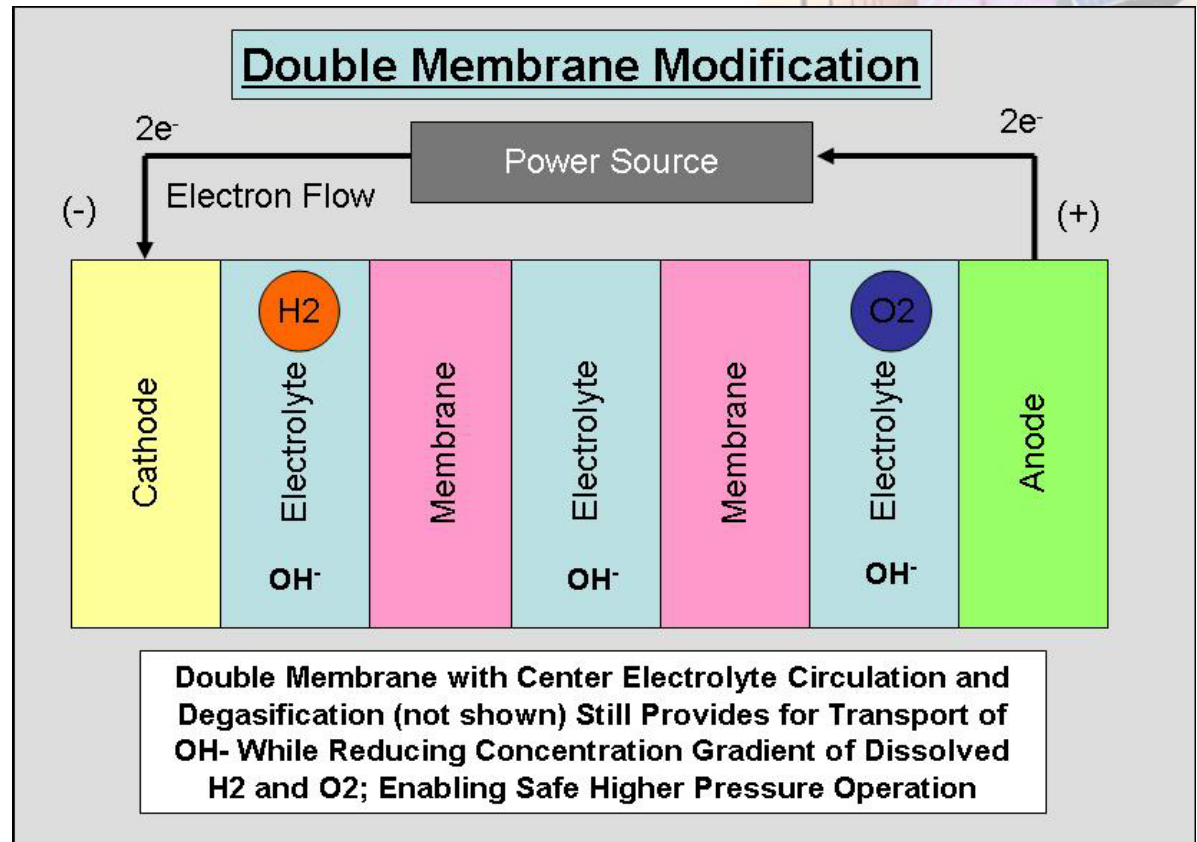 Double Membrane Modification
2e-
2e-
Power Source
Electron Flow
(-)
(+)
H2
O2
Cathode
Electrolyte
Membrane
Electrolyte
Membrane
Electrolyte
Anode
OH-
OH-
OH-
Double Membrane with Center Electrolyte Circulation and
Degasification (not shown) Still Provides for Transport of
OH- While Reducing Concentration Gradient of Dissolved
H2 and O2; Enabling Safe Higher Pressure Operation